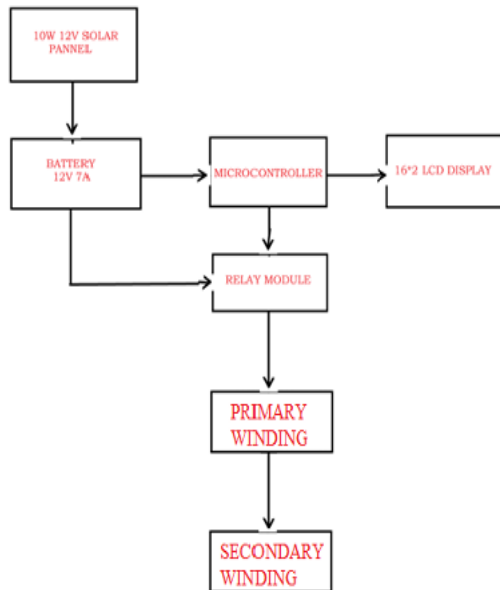 10W 12V SOLAR
PANNEL
BATTERY
12V 7A
MICROCONTROLLER
16*2 LCD DISPLAY
RELAY MODULE
PRIMARY
WINDING
SECONDARY
WINDING